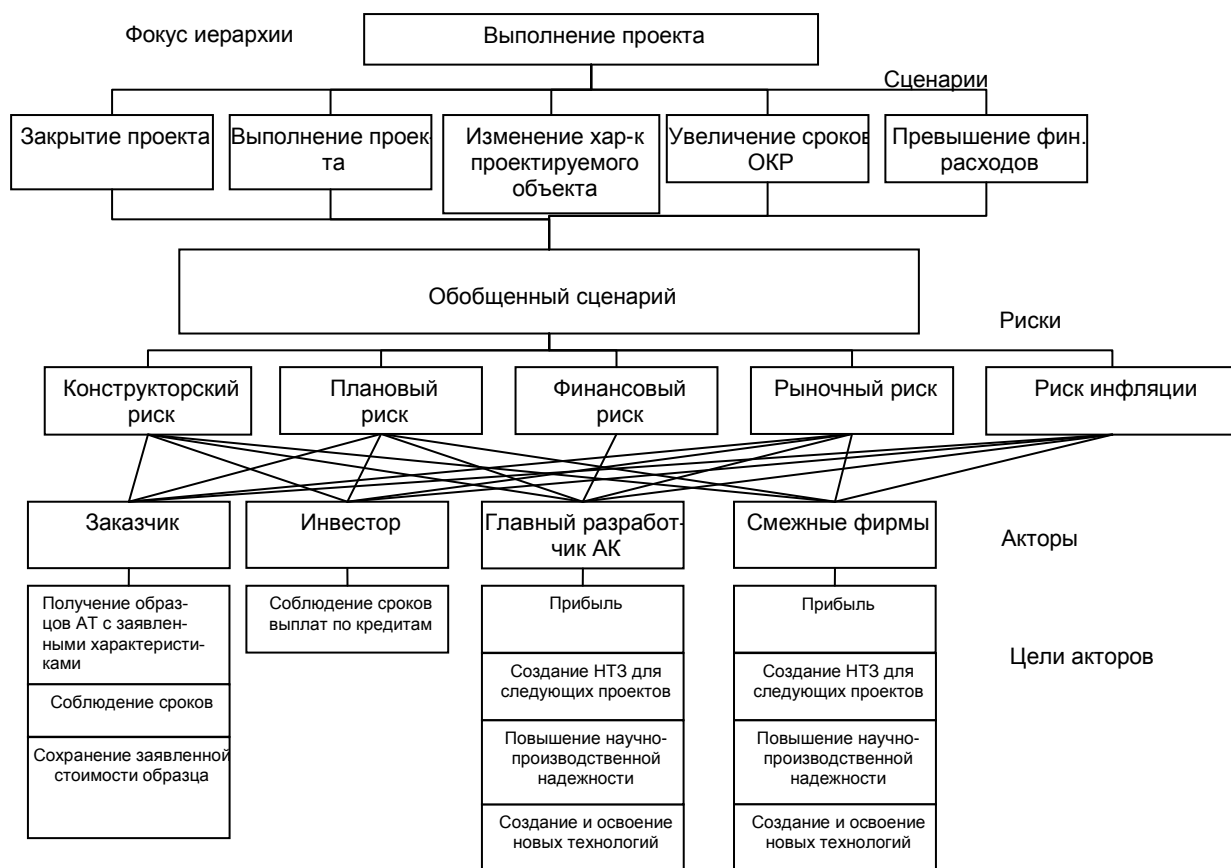 Фокус иерархии
Выполнение проекта
Сценарии
Закрытие проекта
Выполнение проек-
та
Изменение хар-к
проектируемого
объекта
Увеличение сроков
ОКР
Превышение фин.
расходов
Обобщенный сценарий
Риски
Конструкторский
риск
Плановый
риск
Финансовый
риск
Рыночный риск
Риск инфляции
Заказчик
Инвестор
Главный разработ-
чик АК
Смежные фирмы
Акторы
Получение образ-
цов АТ с заявлен-
ными характеристи-
ками
Соблюдение сроков
Сохранение заявленной
стоимости образца
Соблюдение сроков
выплат по кредитам
Прибыль
Создание НТЗ для
следующих проектов
Повышение научно-
производственной
надежности
Создание и освоение
новых технологий
Прибыль
Создание НТЗ для
следующих проектов
Повышение научно-
производственной
надежности
Создание и освоение
новых технологий
Цели акторов